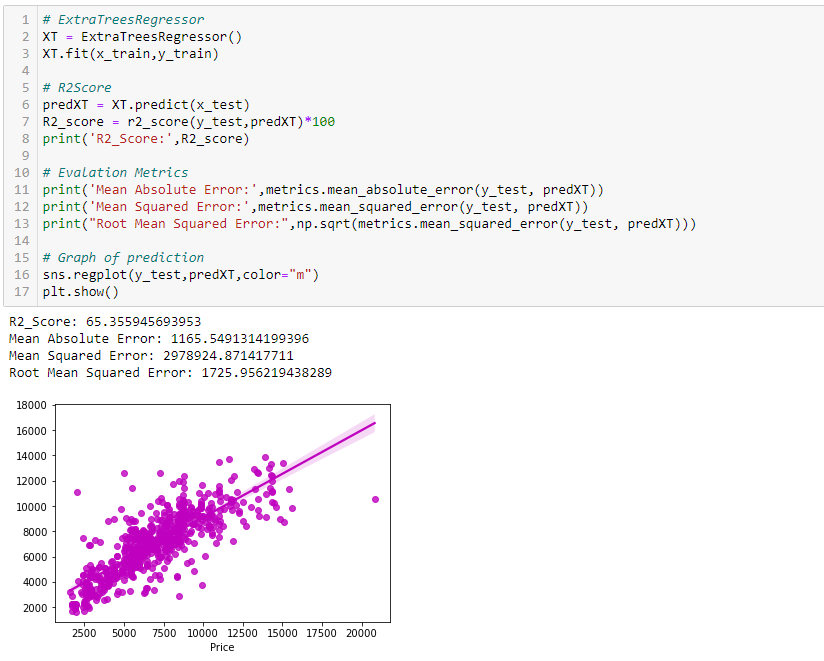 1 # ExtraTreesRegressor
2 XT = ExtraTreesRegressor()
3 XT.fit(x_train,y_train)
4
5 # R2Score
6 predXT = XT.predict(x_test)
7 R2_score = r2_score(y_test,predXT)*100
8 print('R2_Score:',R2_score)
9
10 # Evalation Metrics
11 print('Mean Absolute Error:',metrics.mean_absolute_error(y_test, predXT))
12 print('Mean Squared Error:',metrics.mean_squared_error(y_test, predXT))
13 print("Root Mean Squared Error:",np.sqrt(metrics.mean_squared_error(y_test, predXT)))
14
15 # Graph of prediction
16 sns.regplot(y_test,predXT,color="m")
17 plt.show()
R2_Score: 65.355945693953
Mean Absolute Error: 1165.5491314199396
Mean Squared Error: 2978924.871417711
Root Mean Squared Error: 1725.956219438289
18000
16000
14000
12000
10000
8000
6000
4000
2000
2500 5000 7500 10000 12500 15000 17500 20000
Price